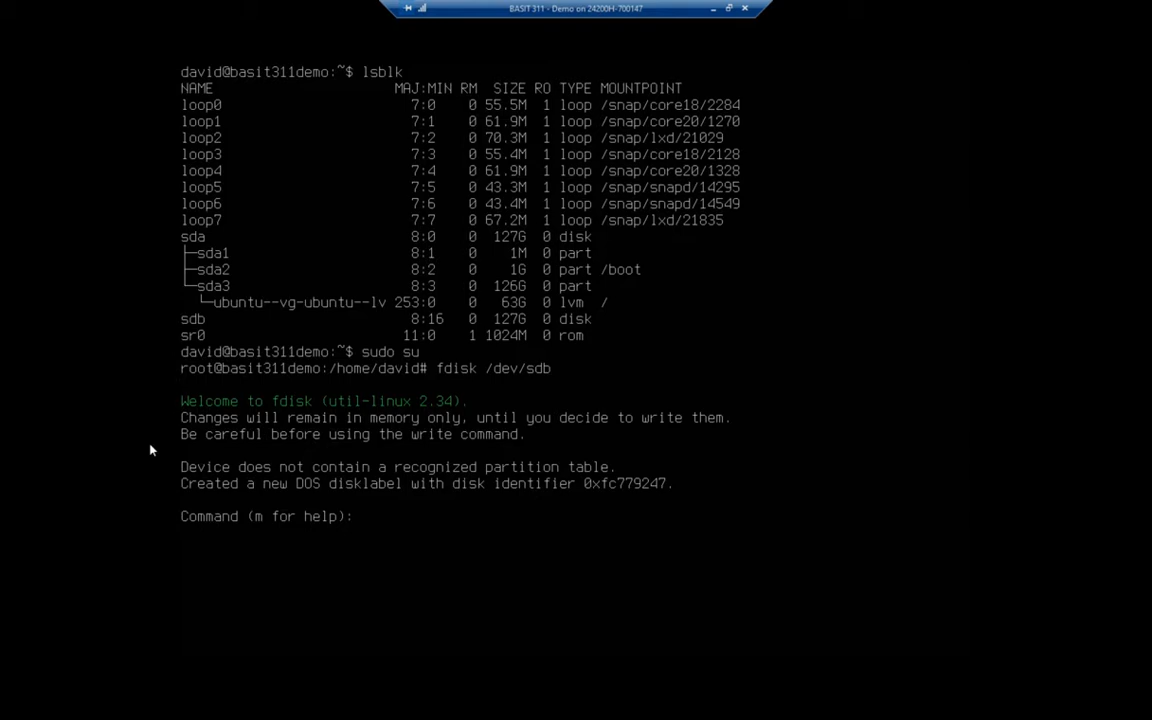 BASIT 311 - Demo on 24200H-700147
david@basit311demo:~$ lsblk
NAME MAJ:MIN RM SIZE RO TYPE MOUNTPOINT
loop0 7:0 0 55.5M 1 loop /snap/core18/2284
loop1 7:1 0 61.9M 1 loop /snap/core20/1270
loop2 7:2 0 70.3M 1 loop /snap/lxd/21029
loop3 7:3 0 55.4M 1 loop /snap/core18/2128
loop4 7:4 0 61.9M 1 loop /snap/core20/1328
loop5 7:5 0 43.3M 1 loop /snap/snapd/14295
loop6 7:6 0 43.4M 1 loop /snap/snapd/14549
loop7 7:7 0 67.2M 1 loop /snap/lxd/21835
sda 8:0 0 127G 0 disk
├─sda1 8:1 0 1M 0 part
├─sda2 8:2 0 1G 0 part /boot
└─sda3 8:3 0 126G 0 part
└─ubuntu--vg-ubuntu--lv 253:0 0 63G 0 lvm /
sdb 8:16 0 127G 0 disk
sr0 11:0 1 1024M 0 rom
david@basit311demo:~$ sudo su
root@basit311demo:/home/david# fdisk /dev/sdb
Welcome to fdisk (util-linux 2.34).
Changes will remain in memory only, until you decide to write them.
Be careful before using the write command.
Device does not contain a recognized partition table.
Created a new DOS disklabel with disk identifier 0xfc779247.
Command (m for help):